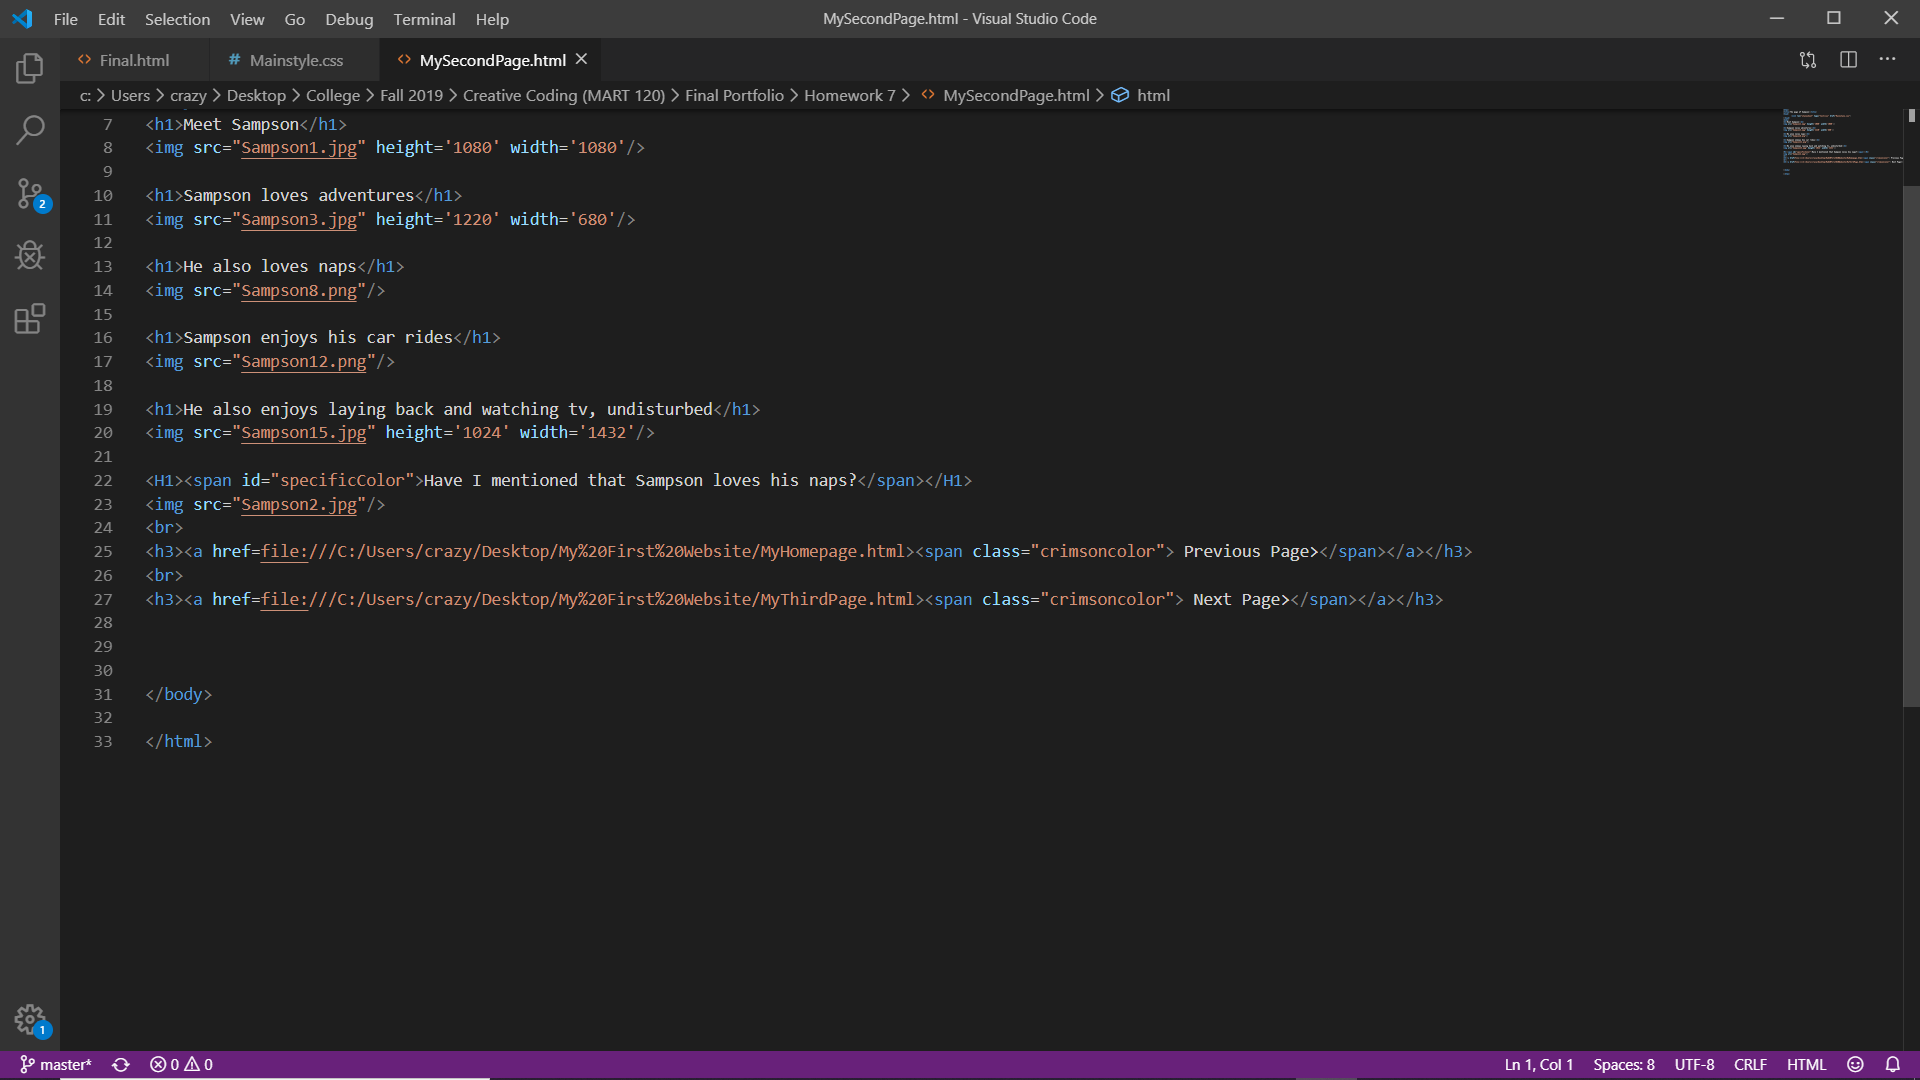 File Edit Selection View Go Debug Terminal Help MySecondPage.html - Visual Studio Code
Final.html # Mainstyle.css MySecondPage.html
c: > Users > crazy > Desktop > College > Fall 2019 > Creative Coding (MART 120) > Final Portfolio > Homework 7 > MySecondPage.html > html
7 <h1>Meet Sampson</h1>
8 <img src="Sampson1.jpg" height='1080' width='1080'/>
9
10 <h1>Sampson loves adventures</h1>
11 <img src="Sampson3.jpg" height='1220' width='680'/>
12
13 <h1>He also loves naps</h1>
14 <img src="Sampson8.png"/>
15
16 <h1>Sampson enjoys his car rides</h1>
17 <img src="Sampson12.png"/>
18
19 <h1>He also enjoys laying back and watching tv, undisturbed</h1>
20 <img src="Sampson15.jpg" height='1024' width='1432'/>
21
22 <H1><span id="specificColor">Have I mentioned that Sampson loves his naps?</span></H1>
23 <img src="Sampson2.jpg"/>
24 <br>
25 <h3><a href=file:///C:/Users/crazy/Desktop/My%20First%20Website/MyHomepage.html><span class="crimsoncolor"> Previous Page></span></a></h3>
26 <br>
27 <h3><a href=file:///C:/Users/crazy/Desktop/My%20First%20Website/MyThirdPage.html><span class="crimsoncolor"> Next Page></span></a></h3>
28
29
30
31 </body>
32
33 </html>
2
1
master* 0 0 Ln 1, Col 1 Spaces: 8 UTF-8 CRLF HTML